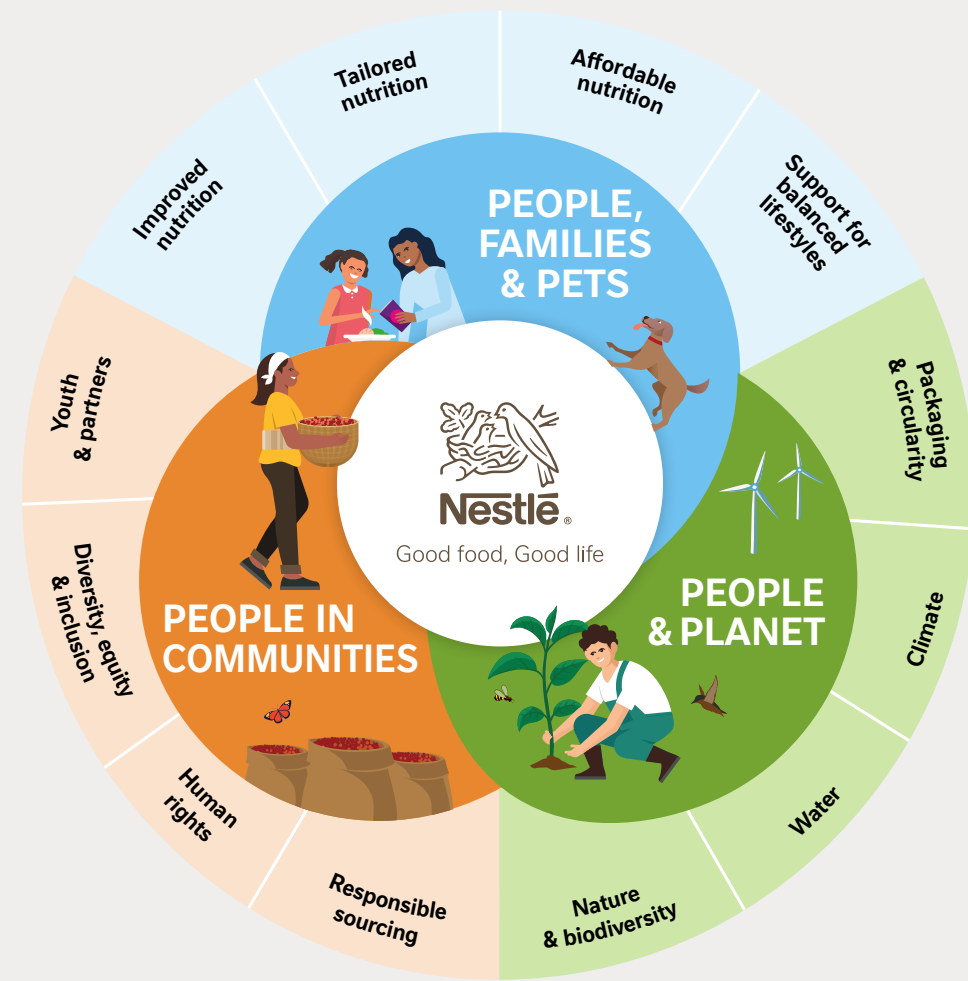 Tailored
nutrition
Affordable
nutrition
Support for
balanced
lifestyles
Packaging
& circularity
Climate
Water
Nature
& biodiversity
Responsible
sourcing
Human
rights
Diversity, equity
& inclusion
Youth
& partners
Improved
nutrition
PEOPLE,
FAMILIES
& PETS
PEOPLE
& PLANET
PEOPLE IN
COMMUNITIES
Nestlé®
Good food, Good life